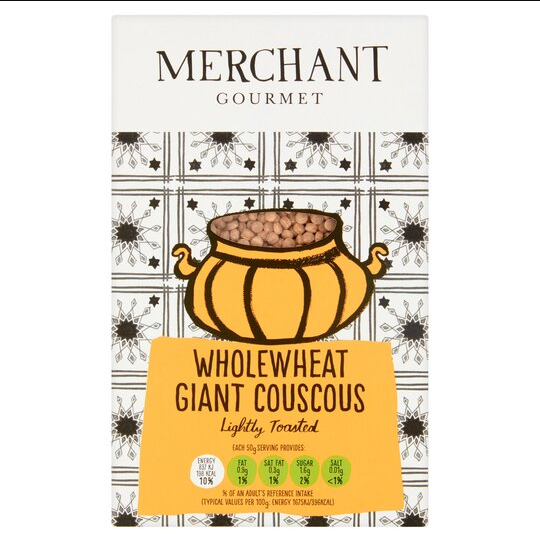 MERCHANT
GOURMET
WHOLEWHEAT
GIANT COUSCOUS
Lightly Toasted
EACH 50g SERVING PROVIDES:
ENERGY
837 KJ
198 KCAL
10%
FAT
0.9g
1%
SAT FAT
0.3g
1%
SUGAR
1.6g
2%
SALT
0.01g
<1%
% OF AN ADULT'S REFERENCE INTAKE
(TYPICAL VALUES PER 100g: ENERGY 1675KJ/396KCAL)